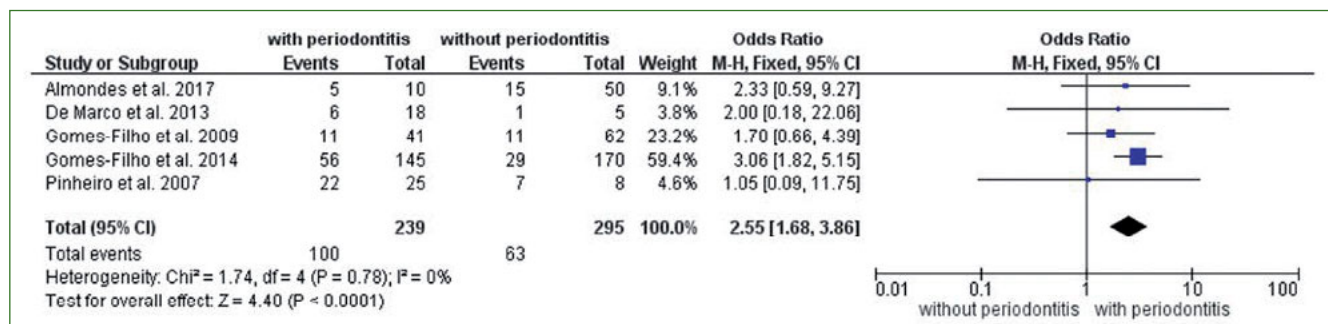 with periodontitis without periodontitis Odds Ratio Odds Ratio
Study or Subgroup Events Total Events Total Weight M-H, Fixed, 95% CI M-H, Fixed, 95% CI
Almondes et al. 2017 5 10 15 50 9.1% 2.33 [0.59, 9.27]
De Marco et al. 2013 6 18 1 5 3.8% 2.00 [0.18, 22.06]
Gomes-Filho et al. 2009 11 41 11 62 23.2% 1.70 [0.66, 4.39]
Gomes-Filho et al. 2014 56 145 29 170 59.4% 3.06 [1.82, 5.15]
Pinheiro et al. 2007 22 25 7 8 4.6% 1.05 [0.09, 11.75]
Total (95% CI) 239 295 100.0% 2.55 [1.68, 3.86]
Total events 100 63
Heterogeneity: Chi² = 1.74, df = 4 (P = 0.78); I² = 0%
Test for overall effect: Z = 4.40 (P < 0.0001)
0.01 0.1 1 10 100
without periodontitis with periodontitis